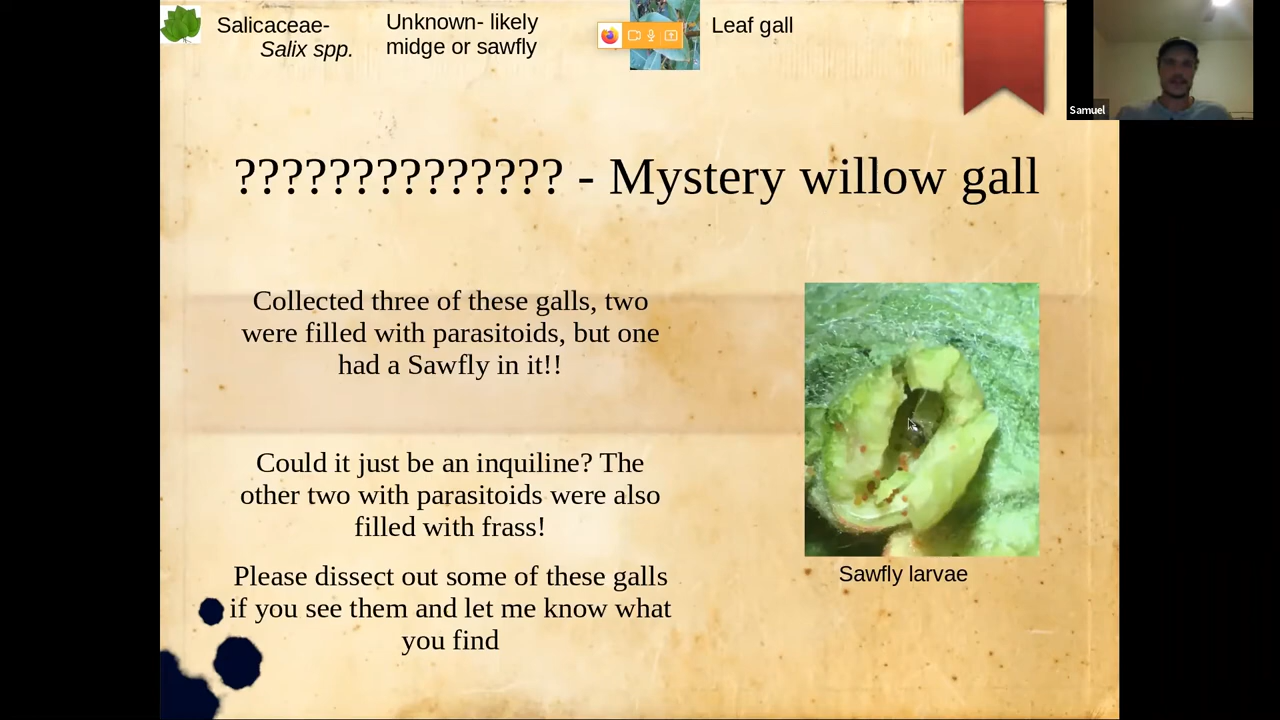 Salicaceae-
Salix spp.
Unknown- likely
midge or sawfly
Leaf gall
Samuel
?????????????? - Mystery willow gall
Collected three of these galls, two
were filled with parasitoids, but one
had a Sawfly in it!!
Could it just be an inquiline? The
other two with parasitoids were also
filled with frass!
Please dissect out some of these galls
if you see them and let me know what
you find
Sawfly larvae